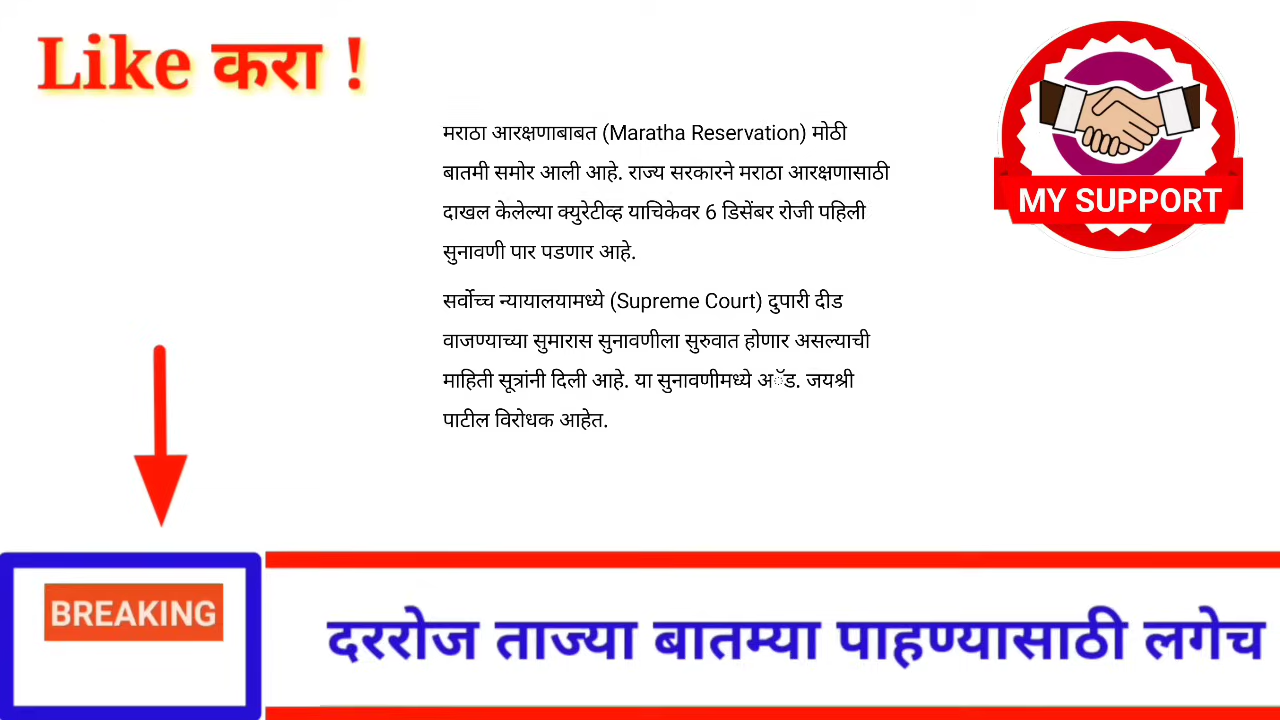 Like करा !
मराठा आरक्षणाबाबत (Maratha Reservation) मोठी
बातमी समोर आली आहे. राज्य सरकारने मराठा आरक्षणासाठी
दाखल केलेल्या क्युरेटीव्ह याचिकेवर 6 डिसेंबर रोजी पहिली
सुनावणी पार पडणार आहे.
सर्वोच्च न्यायालयामध्ये (Supreme Court) दुपारी दीड
वाजण्याच्या सुमारास सुनावणीला सुरुवात होणार असल्याची
माहिती सूत्रांनी दिली आहे. या सुनावणीमध्ये अॅड. जयश्री
पाटील विरोधक आहेत.
MY SUPPORT
BREAKING
दररोज ताज्या बातम्या पाहण्यासाठी लगेच